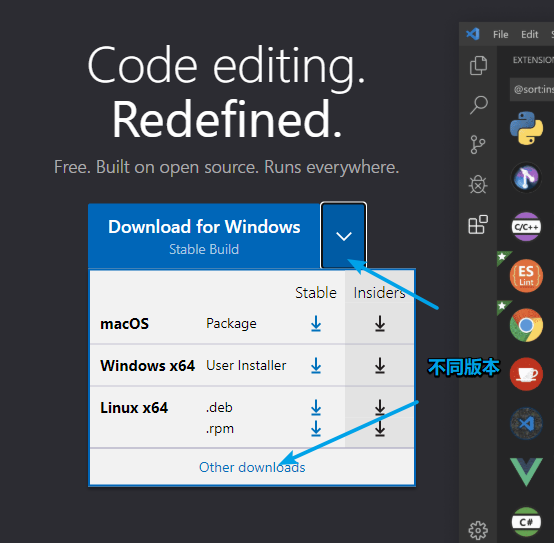 Code editing.
Redefined.
Free. Built on open source. Runs everywhere.
Download for Windows
Stable Build
Stable Insiders
macOS Package
Windows x64 User Installer
Linux x64 .deb
.rpm
Other downloads
不同版本
File Edit
EXTENSION
@sort:ins
C/C++
ES
Lint
C#